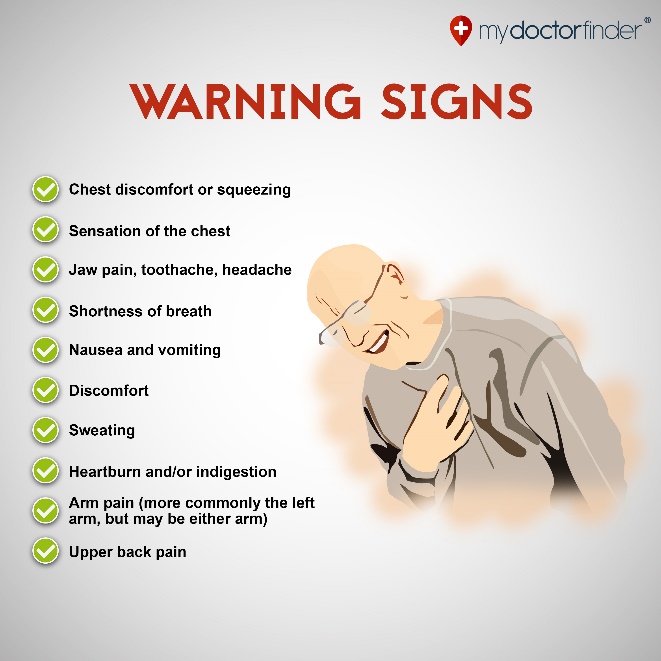 mydoctorfinder®
WARNING SIGNS
Chest discomfort or squeezing
Sensation of the chest
Jaw pain, toothache, headache
Shortness of breath
Nausea and vomiting
Discomfort
Sweating
Heartburn and/or indigestion
Arm pain (more commonly the left
arm, but may be either arm)
Upper back pain